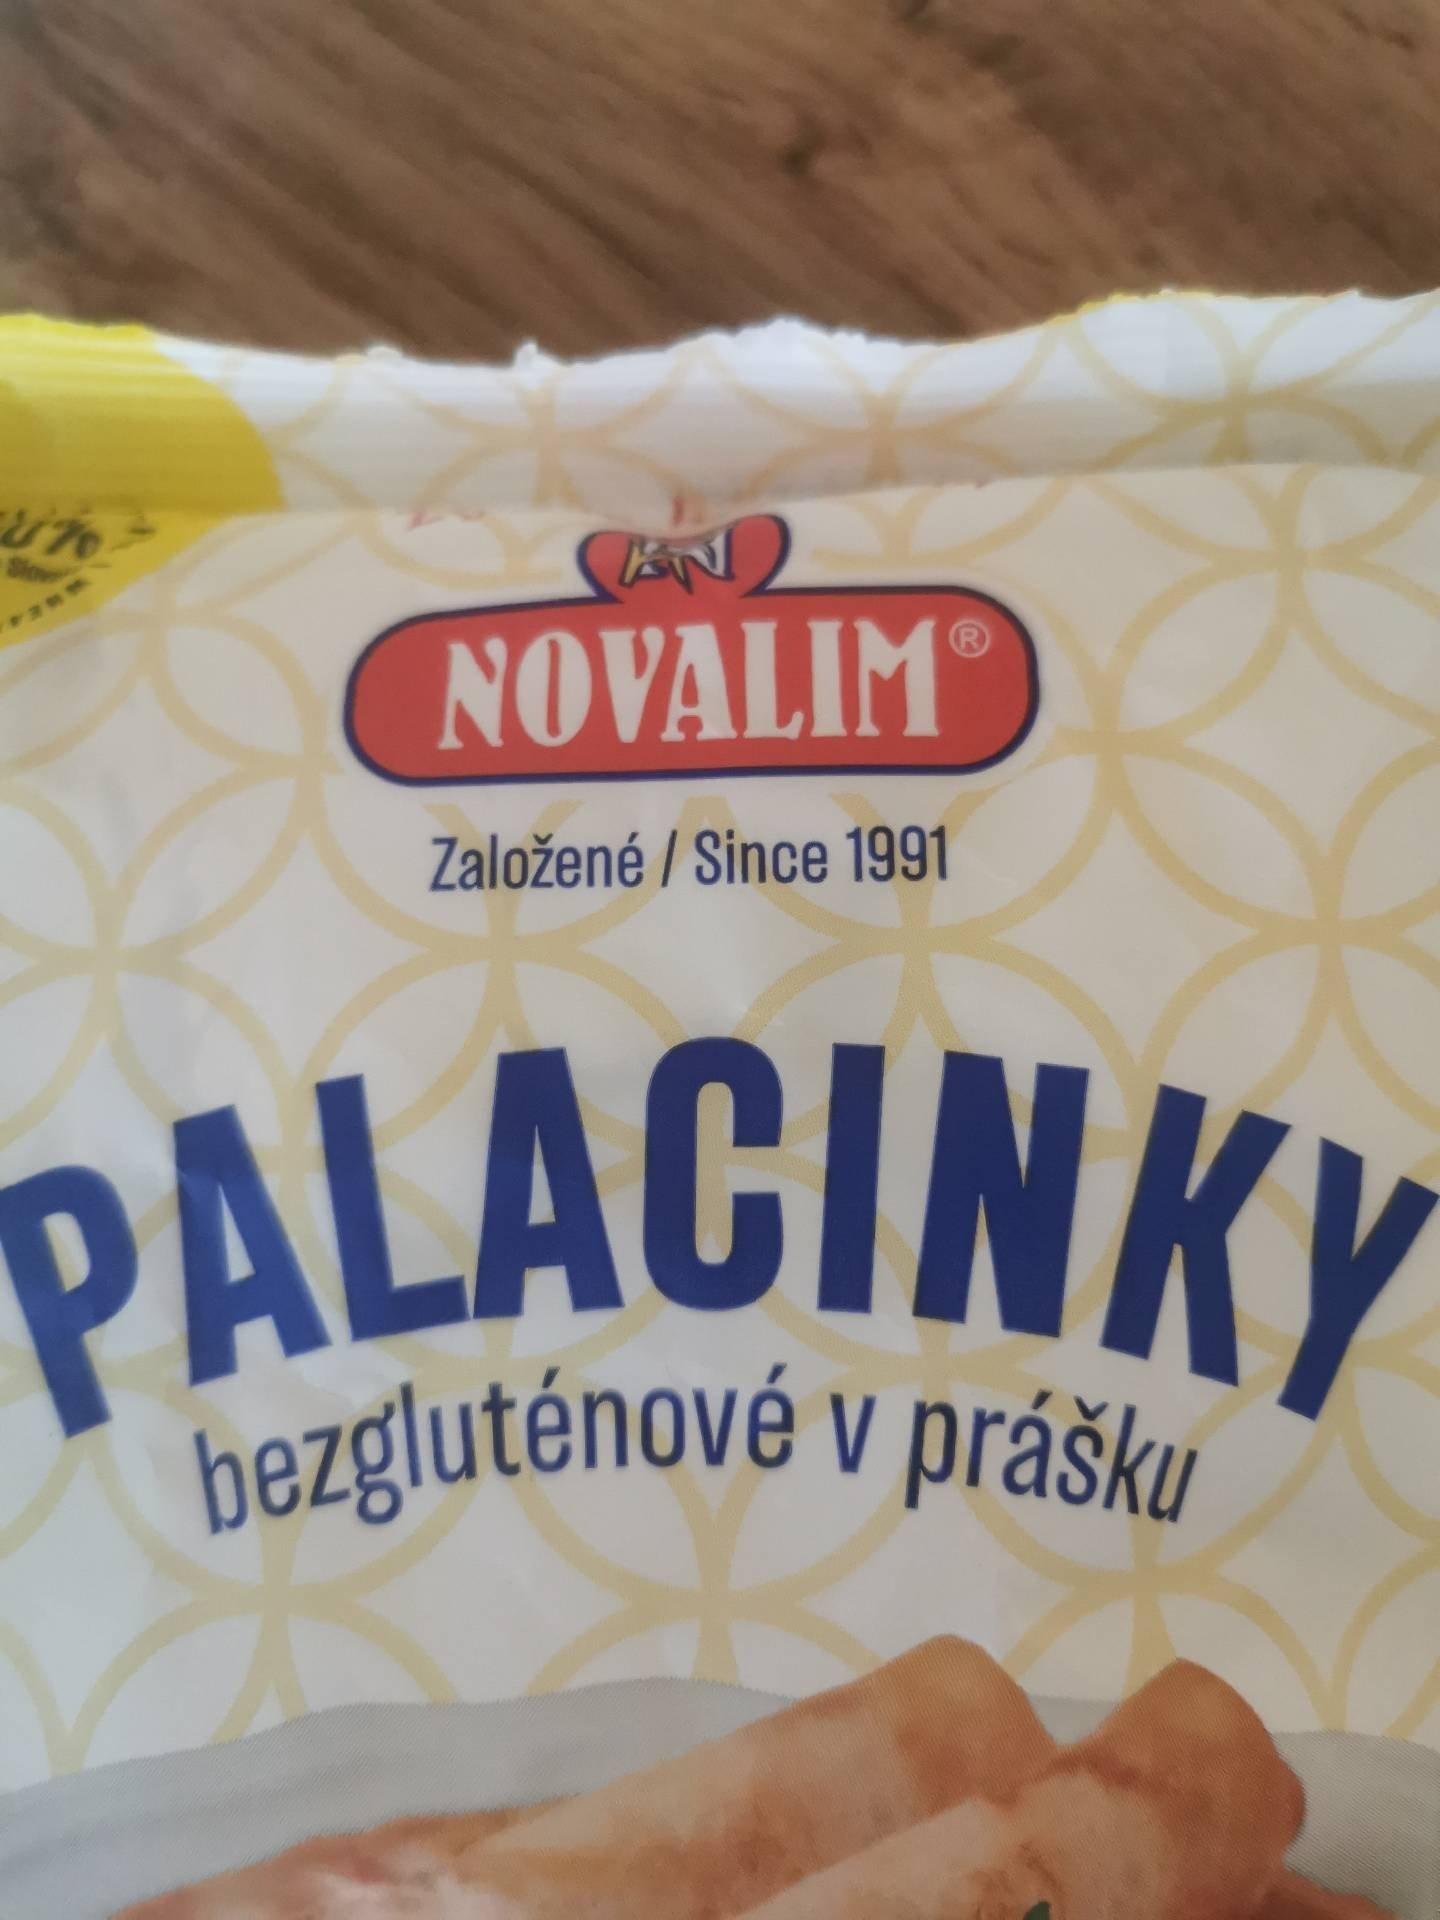 NOVALIM®
Založené / Since 1991
PALACINKY
bezgluténové v prášku